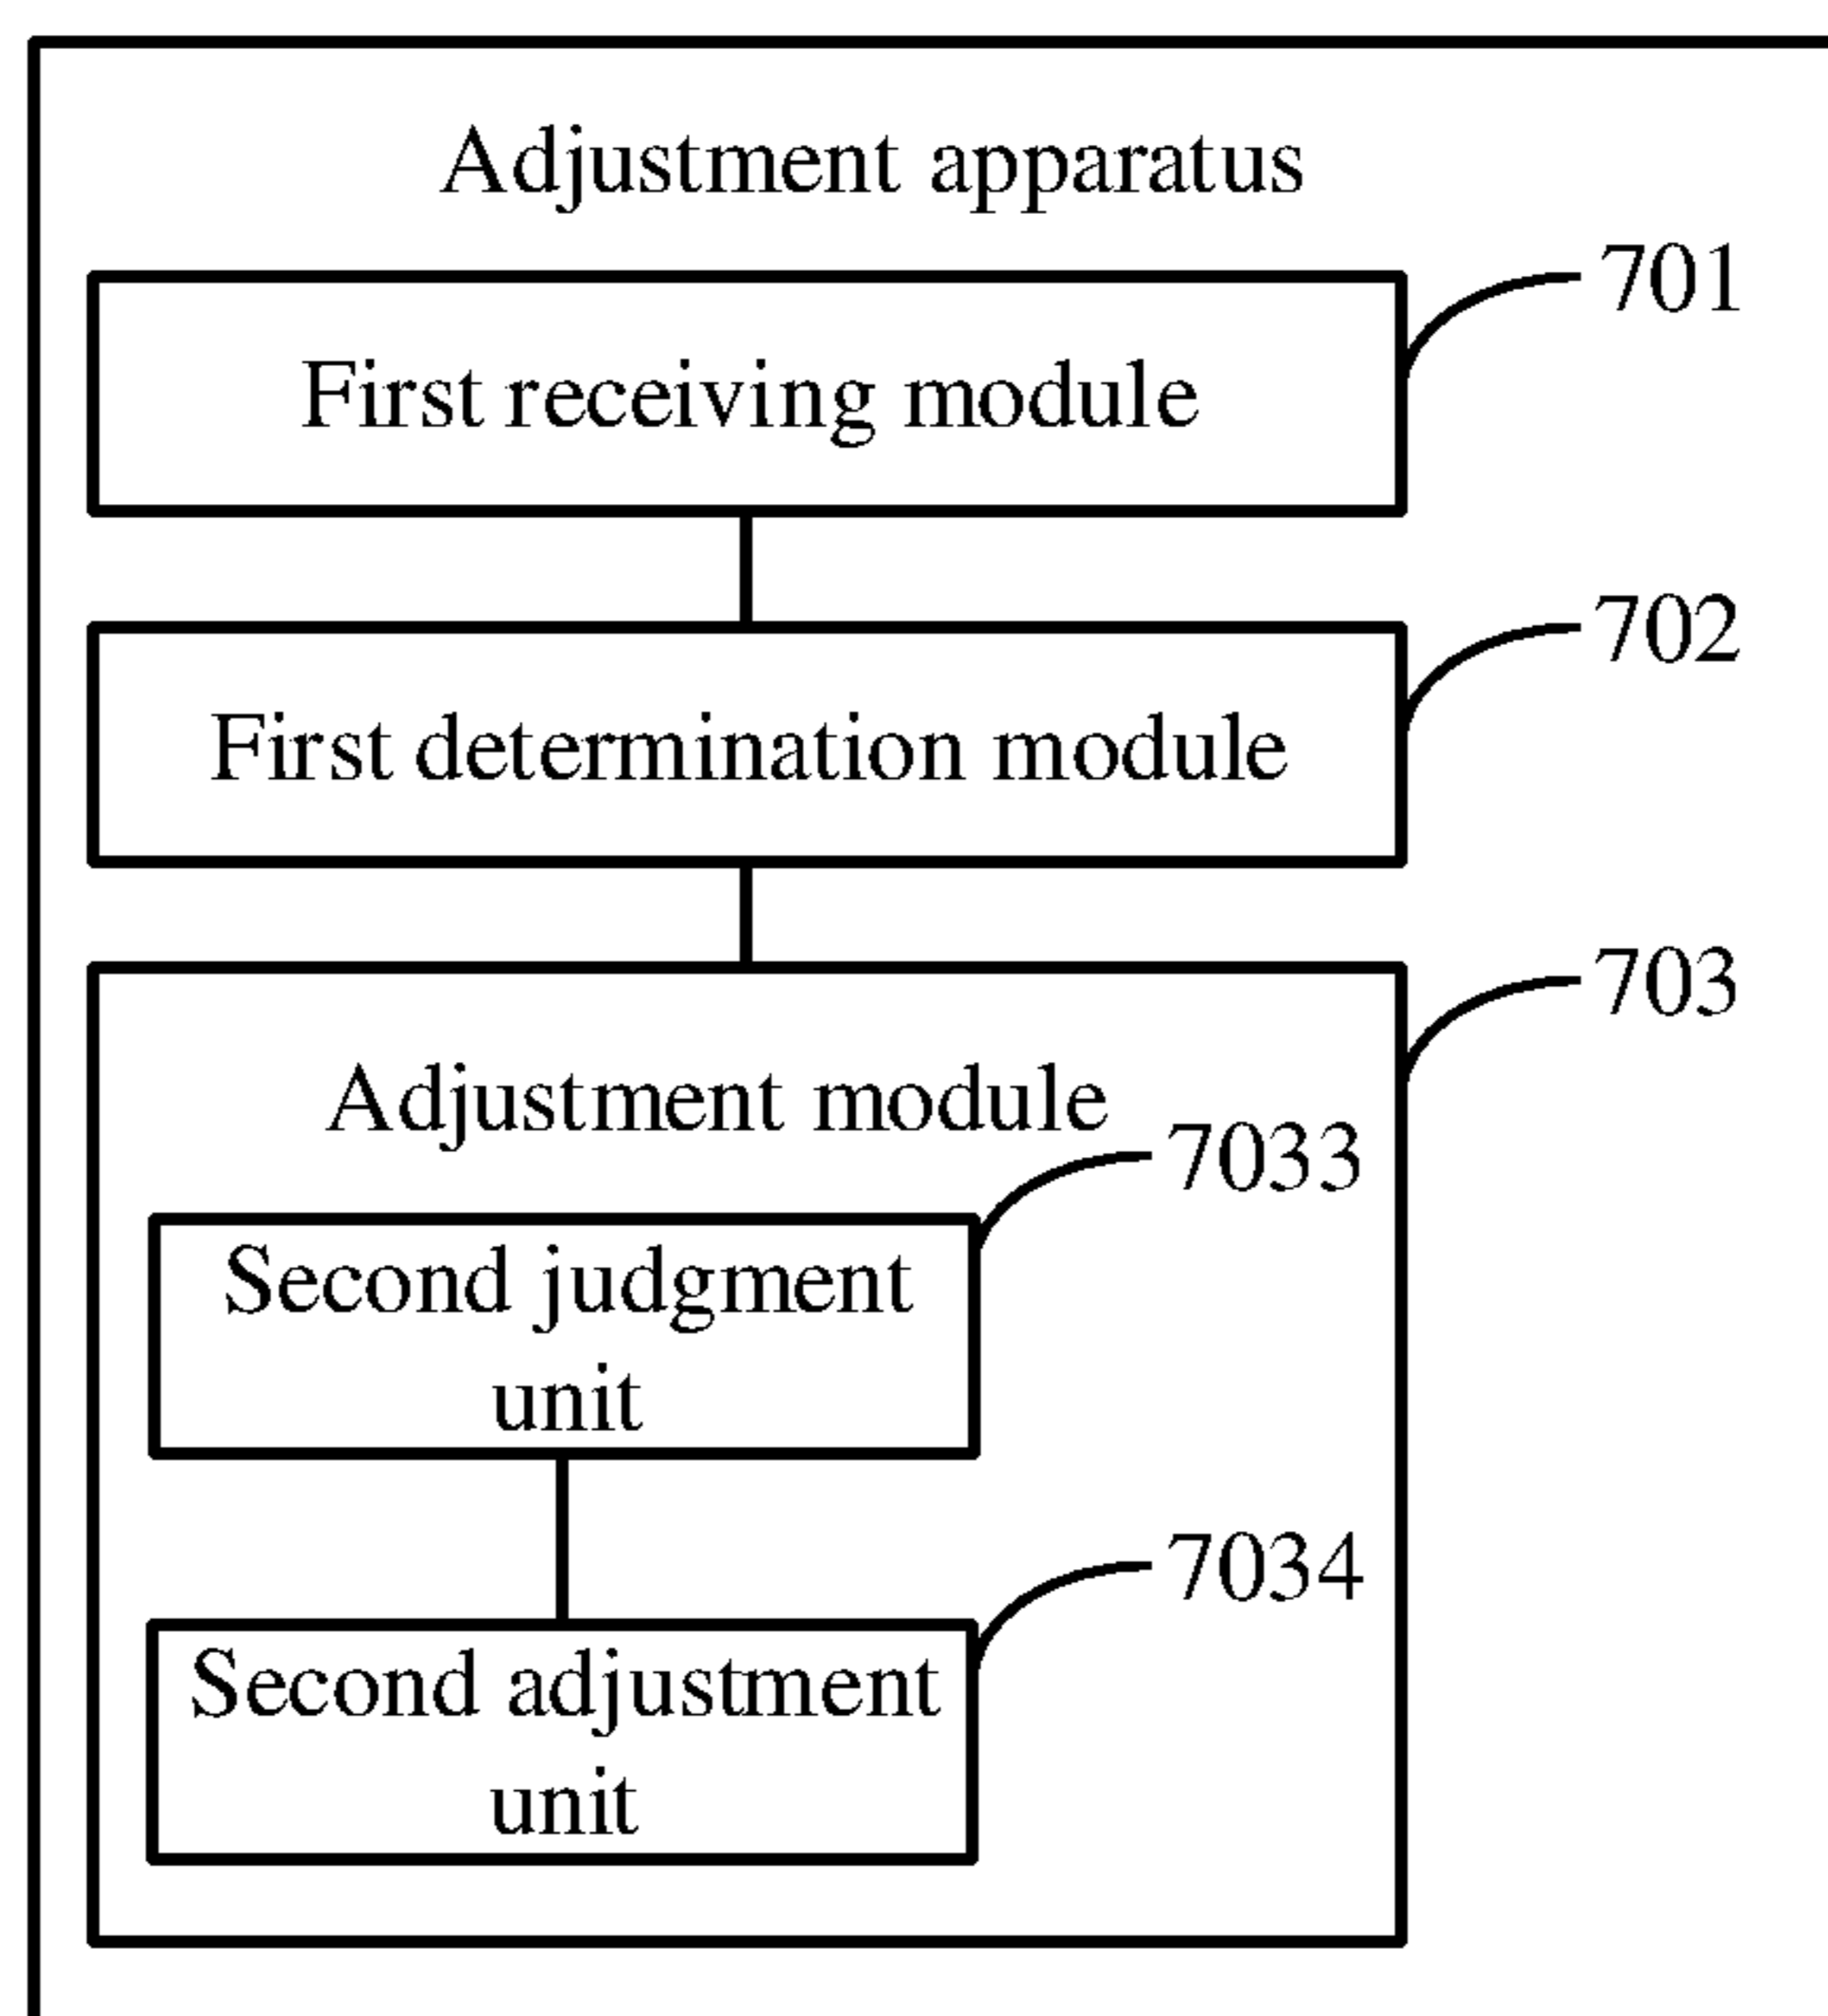 Adjustment apparatus
701
First receiving module
702
First determination module
703
Adjustment module
7033
Second judgment
unit
7034
Second adjustment
unit